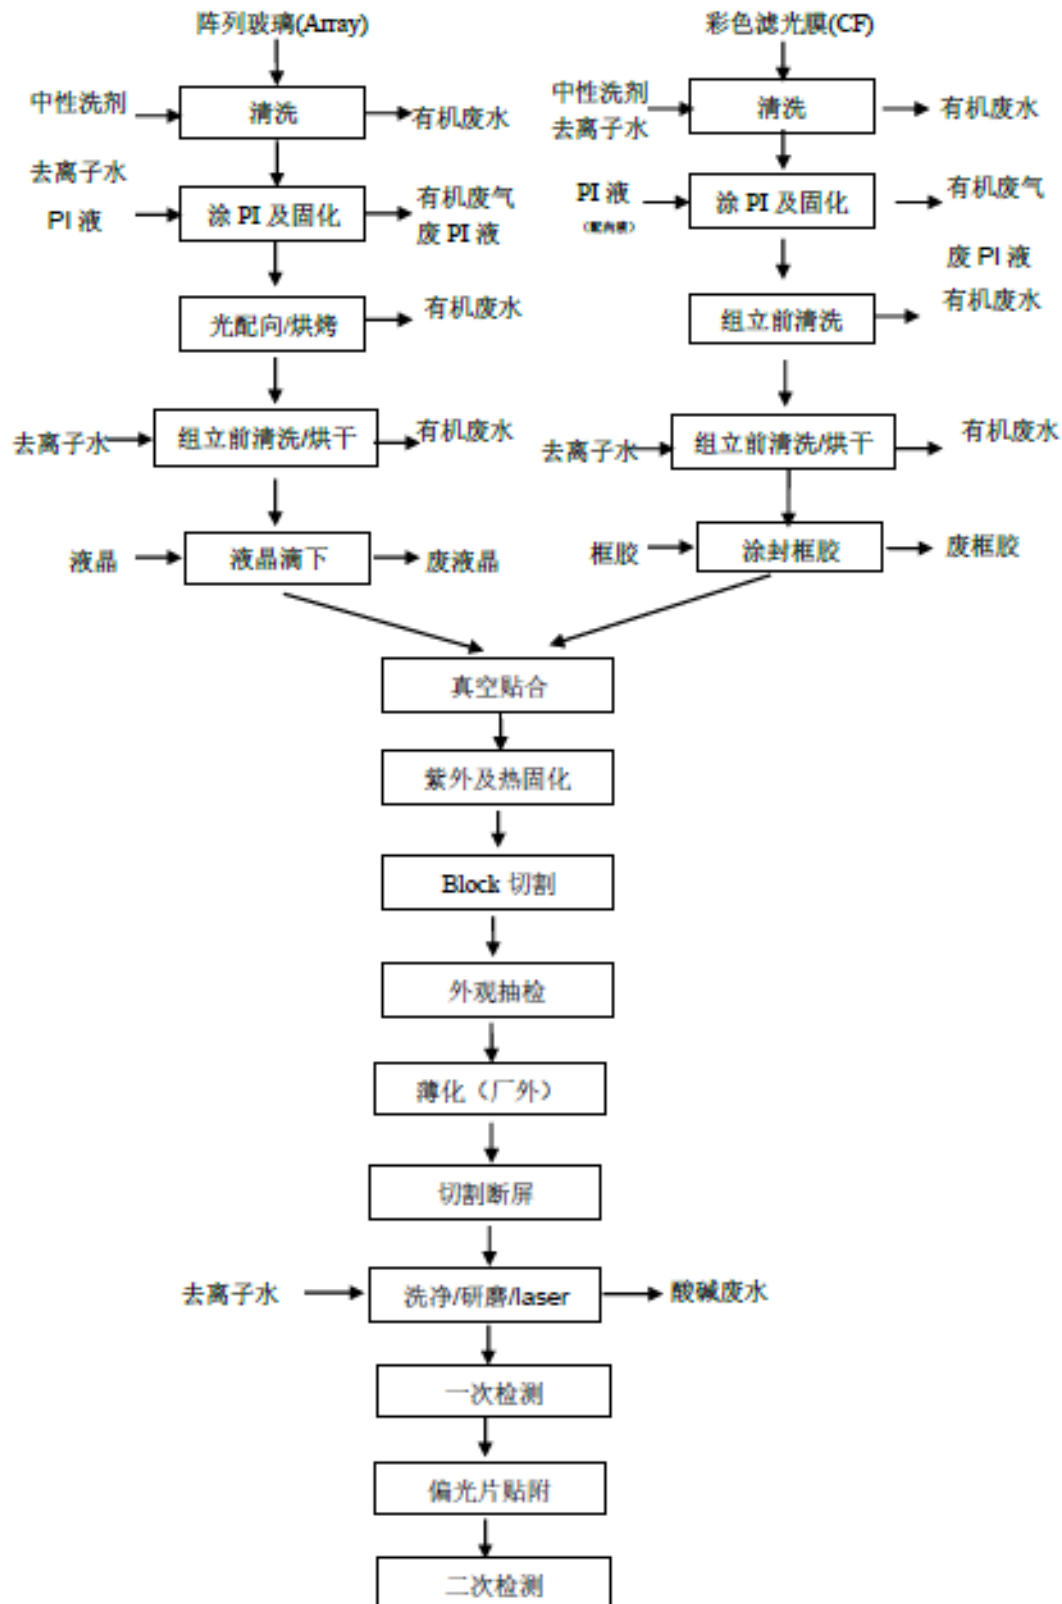 阵列玻璃(Array)
彩色滤光膜(CF)
中性洗剂
清洗
有机废水
中性洗剂
去离子水
清洗
有机废水
去离子水
PI 液
涂 PI 及固化
有机废气
废 PI 液
PI 液
(配向液)
涂 PI 及固化
有机废气
废 PI 液
光配向/烘烤
有机废水
组立前清洗
有机废水
去离子水
组立前清洗/烘干
有机废水
去离子水
组立前清洗/烘干
有机废水
液晶
液晶滴下
废液晶
框胶
涂封框胶
废框胶
真空贴合
紫外及热固化
Block 切割
外观抽检
薄化（厂外）
切割断屏
去离子水
洗净/研磨/laser
酸碱废水
一次检测
偏光片贴附
二次检测